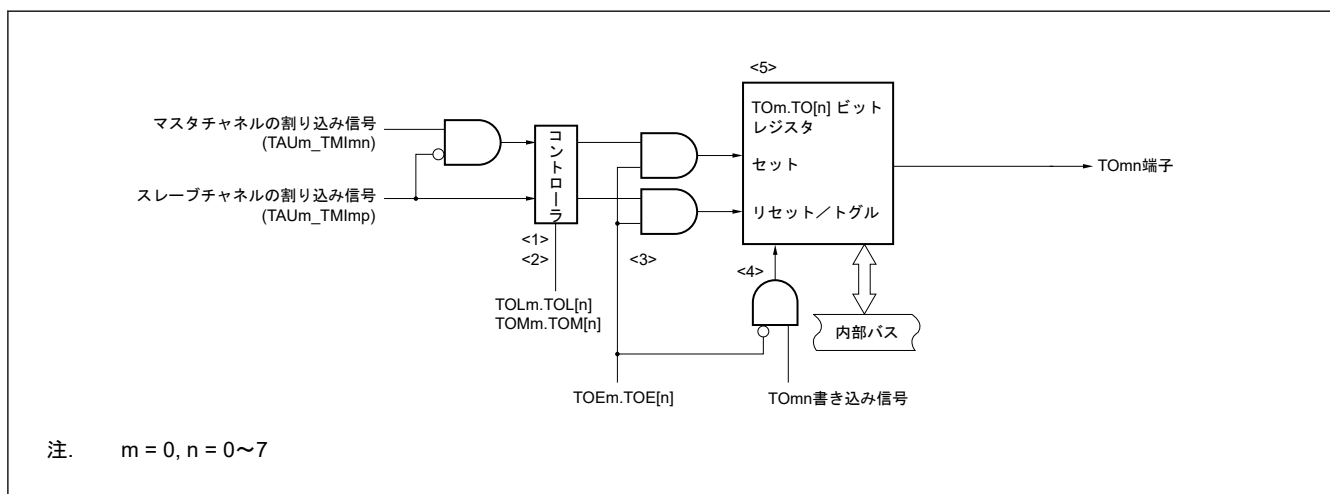 <5>
マスタチャネルの割り込み信号
(TAUm_TMImn)
スレーブチャネルの割り込み信号
(TAUm_TMImp)
コントローラ
<1>
<2>
TOLm.TOL[n]
TOMm.TOM[n]
<3>
TOm.TO[n] ビット
レジスタ
セット
リセット／トグル
TOmn端子
<4>
内部バス
TOEm.TOE[n]
TOmn書き込み信号
注. m = 0, n = 0～7